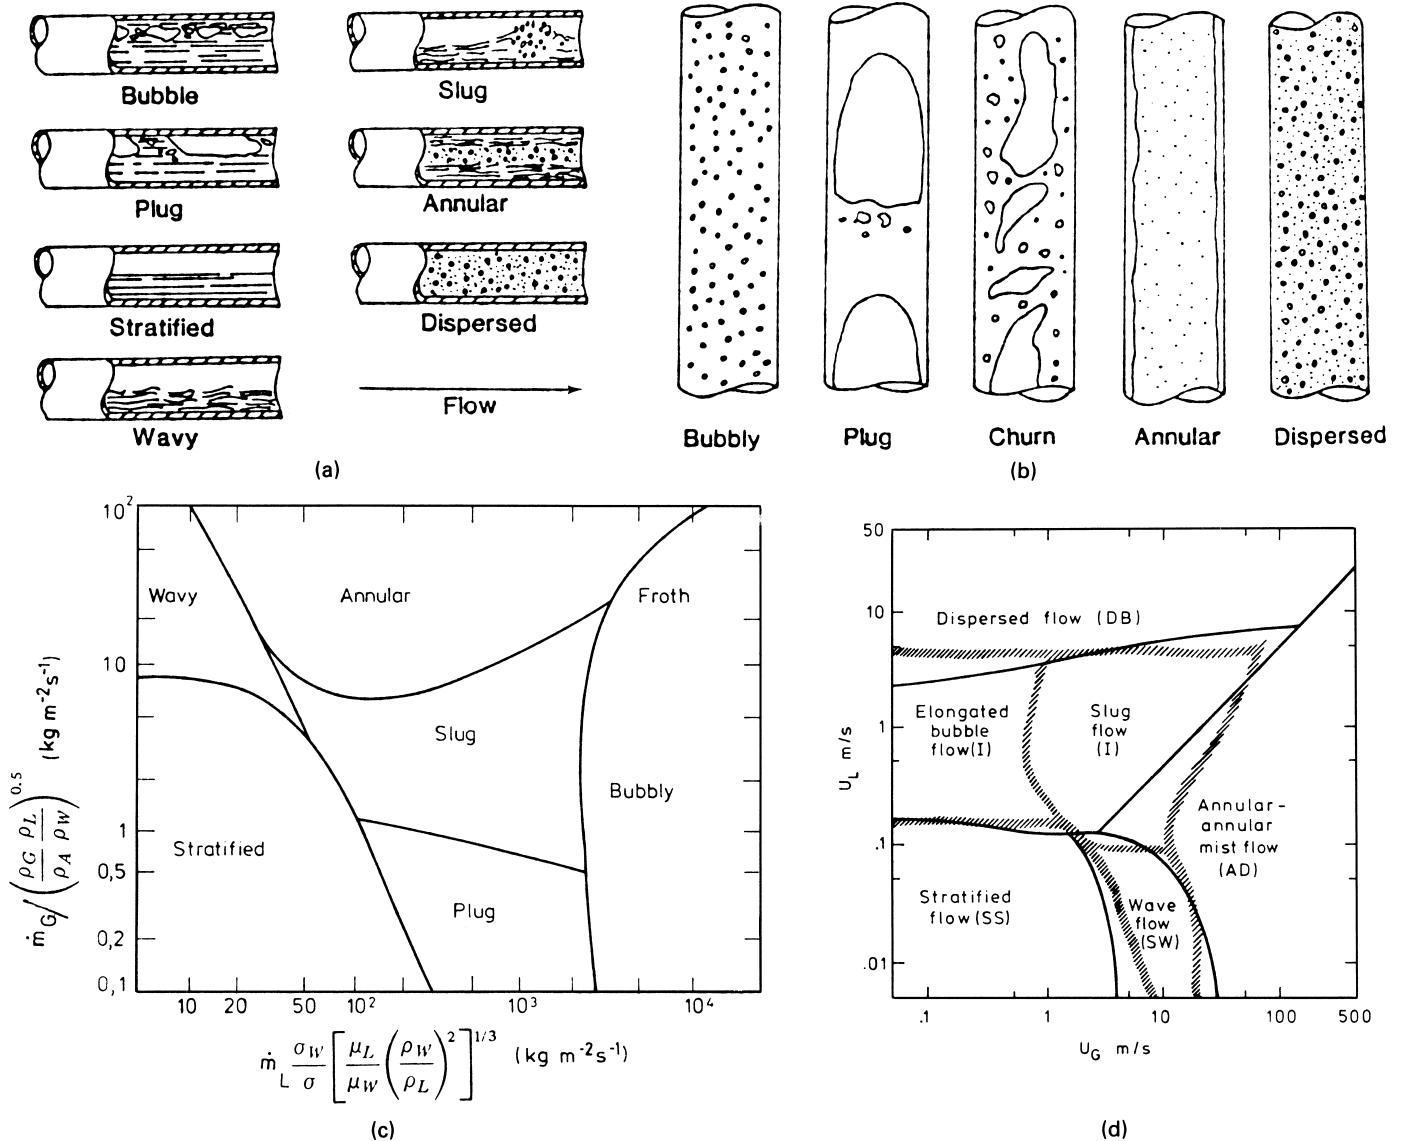 Bubble
Slug
Plug
Annular
Stratified
Dispersed
Wavy
Flow
(a)
Bubbly
Plug
Churn
Annular
Dispersed
(b)
10²
10
1
0,5
0,2
0,1
ṁG/(ρG/ρA ρL/ρW)^0.5 (kg m⁻²s⁻¹)
Wavy
Annular
Froth
Slug
Bubbly
Stratified
Plug
10 20 50 10² 10³ 10⁴
ṁL σW/σ [μL/μW (ρW/ρL)²]^1/3 (kg m⁻²s⁻¹)
(c)
50
10
1
.1
.01
UL m/s
Dispersed flow (DB)
Elongated
bubble
flow(I)
Slug
flow
(I)
Annular-
annular
mist flow
(AD)
Stratified
flow(SS)
Wave
flow
(SW)
.1 1 10 100 500
UG m/s
(d)